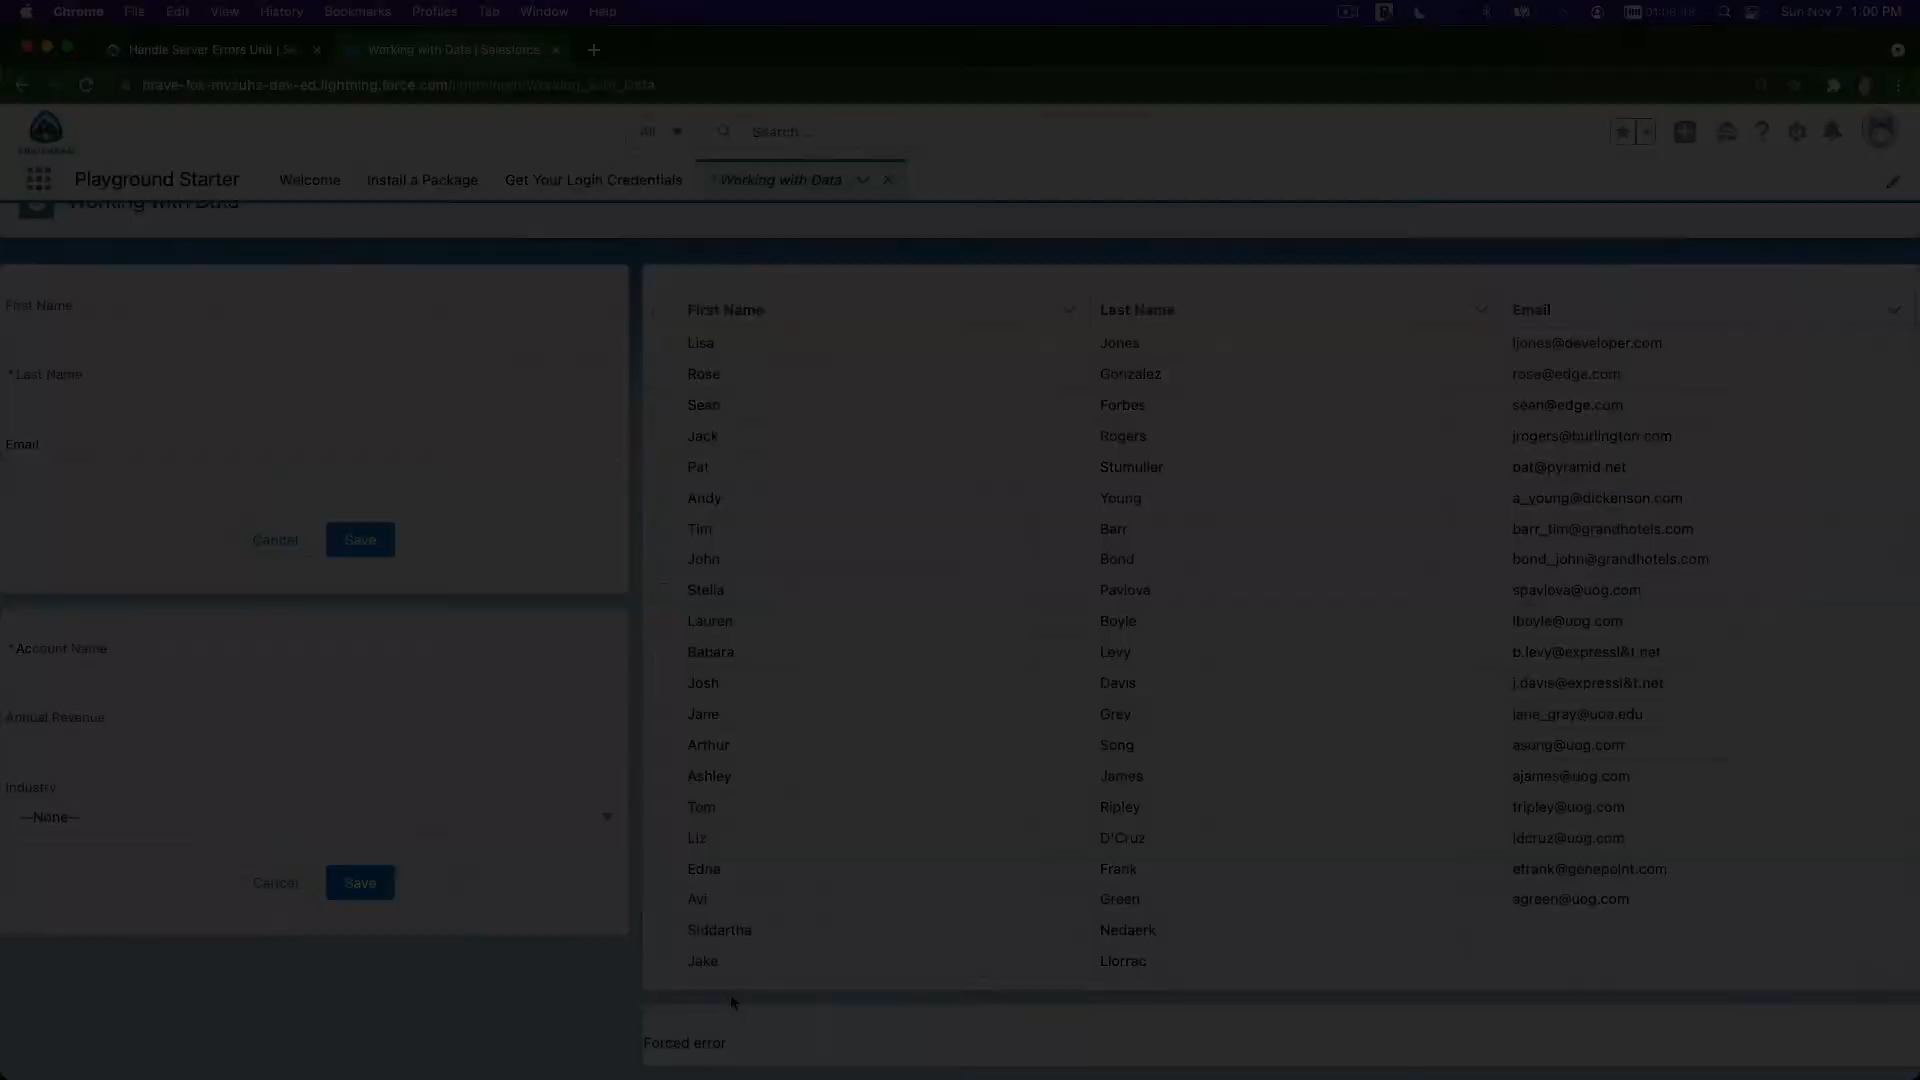 Chrome File Edit View History Bookmarks Profiles Tab Window Help Sun Nov 7 1:00 PM
Handle Server Errors Unit | Working with Data | Salesforce
All Search...
Playground Starter Welcome Install a Package Get Your Login Credentials * Working with Data
Working with Data
First Name
*Last Name
Email
Cancel Save
*Account Name
Annual Revenue
Industry
--None--
Cancel Save
First Name Last Name Email
Lisa Jones ljones@developer.com
Rose Gonzalez rose@edge.com
Sean Forbes sean@edge.com
Jack Rogers jrogers@burlington.com
Pat Stumuller pat@pyramid.net
Andy Young a_young@dickenson.com
Tim Barr barr_tim@grandhotels.com
John Bond bond_john@grandhotels.com
Stella Pavlova spavlova@uog.com
Lauren Boyle lboyle@uog.com
Babara Levy b.levy@expressl&t.net
Josh Davis j.davis@expressl&t.net
Jane Grey jane_gray@uoa.edu
Arthur Song asong@uog.com
Ashley James ajames@uog.com
Tom Ripley tripley@uog.com
Liz D'Cruz ldcruz@uog.com
Edna Frank efrank@genepoint.com
Avi Green agreen@uog.com
Siddartha Nedaerk
Jake Llorrac
Forced error